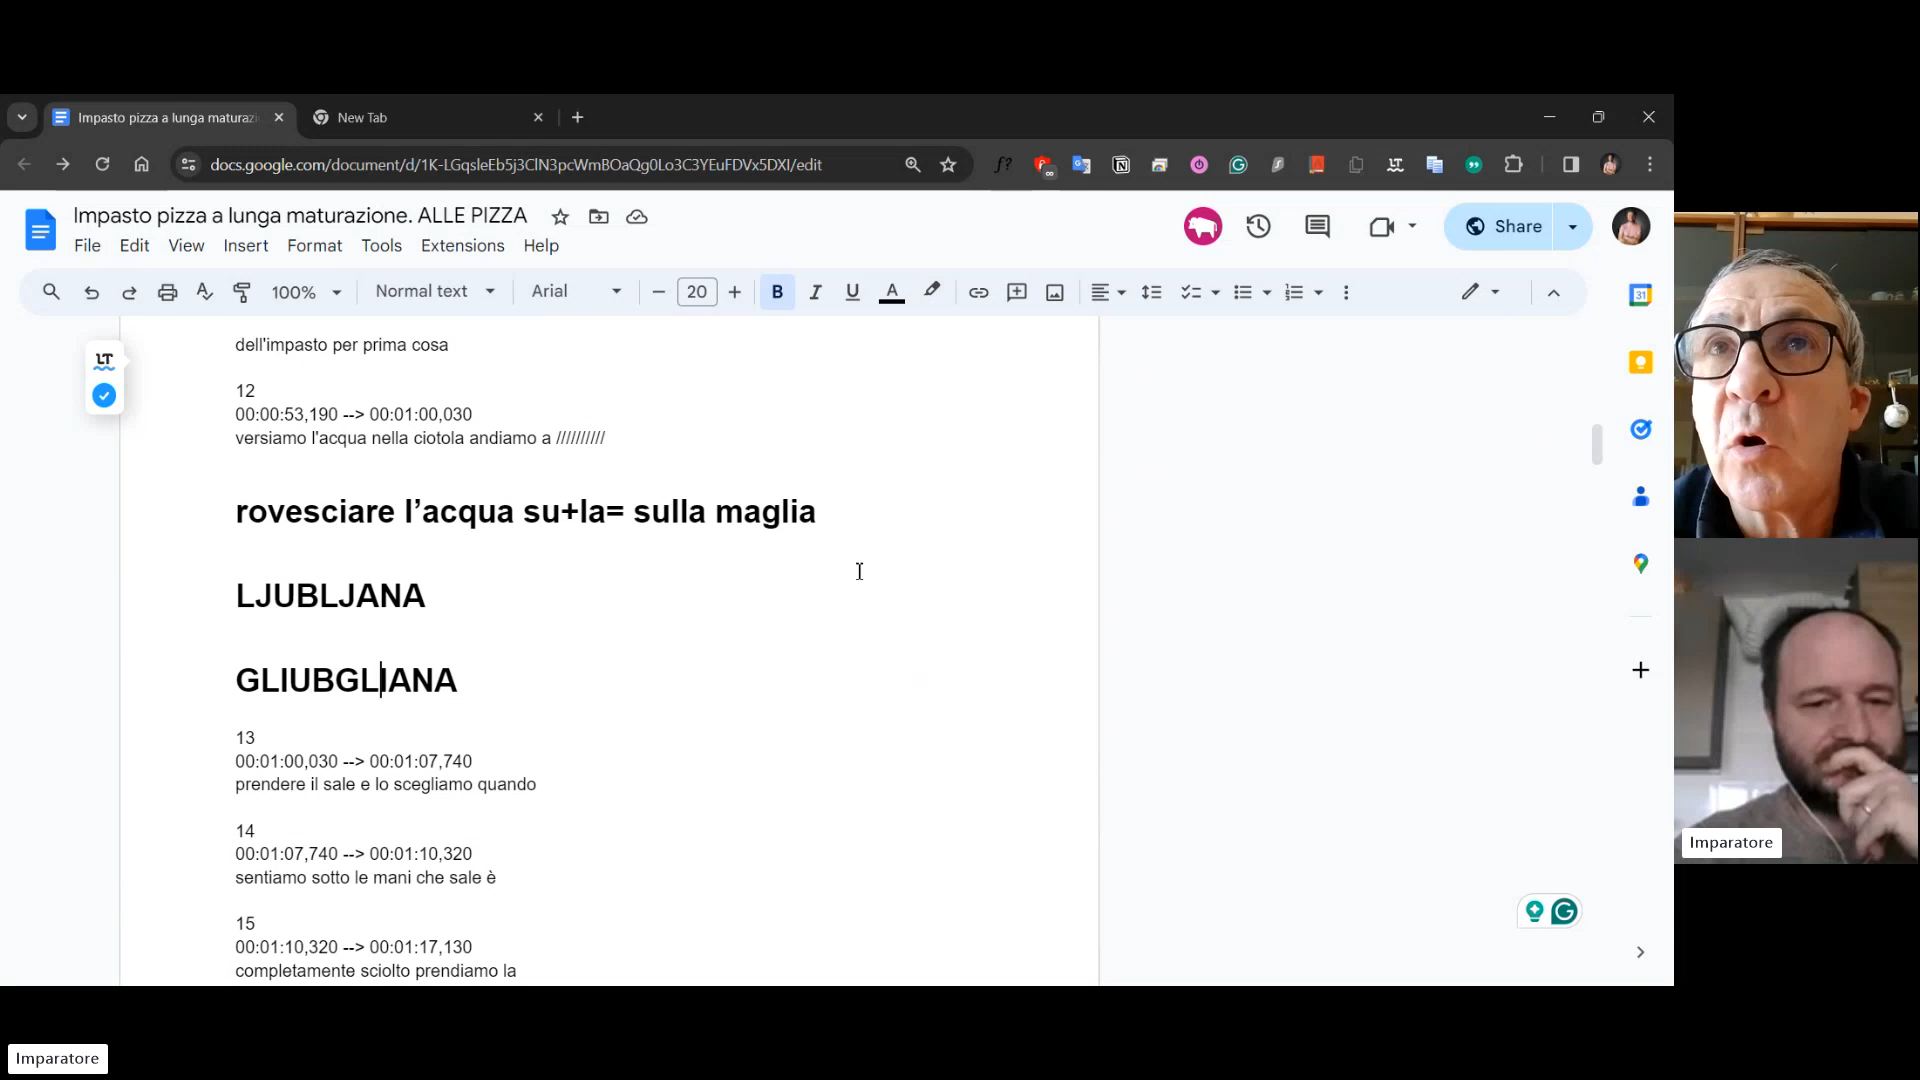 Impasto pizza a lunga maturazi
New Tab
docs.google.com/document/d/1K-LGqsleEb5j3ClN3pcWmBOaQg0Lo3C3YEuFDVx5DXI/edit
Impasto pizza a lunga maturazione. ALLE PIZZA
File Edit View Insert Format Tools Extensions Help
Share
100% Normal text Arial 20
dell'impasto per prima cosa
12
00:00:53,190 --> 00:01:00,030
versiamo l'acqua nella ciotola andiamo a //////////
rovesciare l’acqua su+la= sulla maglia
LJUBLJANA
GLIUBGLIANA
13
00:01:00,030 --> 00:01:07,740
prendere il sale e lo scegliamo quando
14
00:01:07,740 --> 00:01:10,320
sentiamo sotto le mani che sale è
15
00:01:10,320 --> 00:01:17,130
completamente sciolto prendiamo la
Imparatore
Imparatore